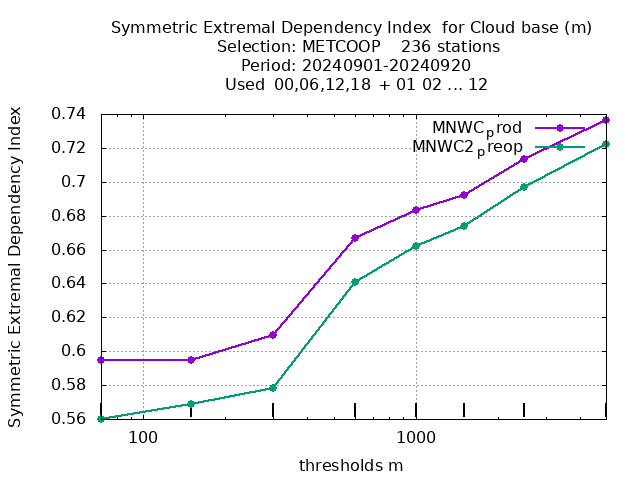 Symmetric Extremal Dependency Index  for Cloud base (m)
Selection: METCOOP    236 stations
Period: 20240901-20240920
Used  00,06,12,18 + 01 02 ... 12
Symmetric Extremal Dependency Index
0.74
0.72
0.7
0.68
0.66
0.64
0.62
0.6
0.58
0.56
MNWCprod
MNWC2preop
100
1000
thresholds m